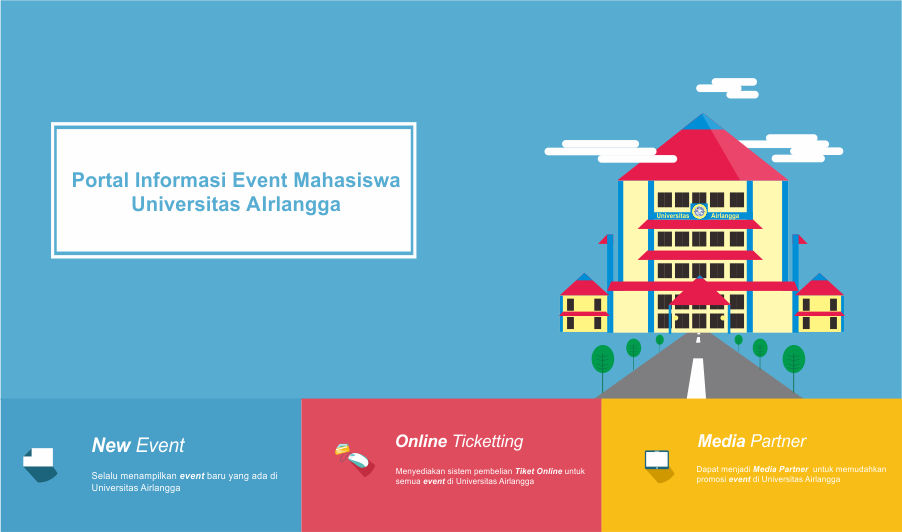 Portal Informasi Event Mahasiswa
Universitas AIrlangga
Universitas Airlangga
New Event
Selalu menampilkan event baru yang ada di
Universitas Airlangga
Online Ticketting
Menyediakan sistem pembelian Tiket Online untuk
semua event di Universitas Airlangga
Media Partner
Dapat menjadi Media Partner untuk memudahkan
promosi event di Universitas Airlangga